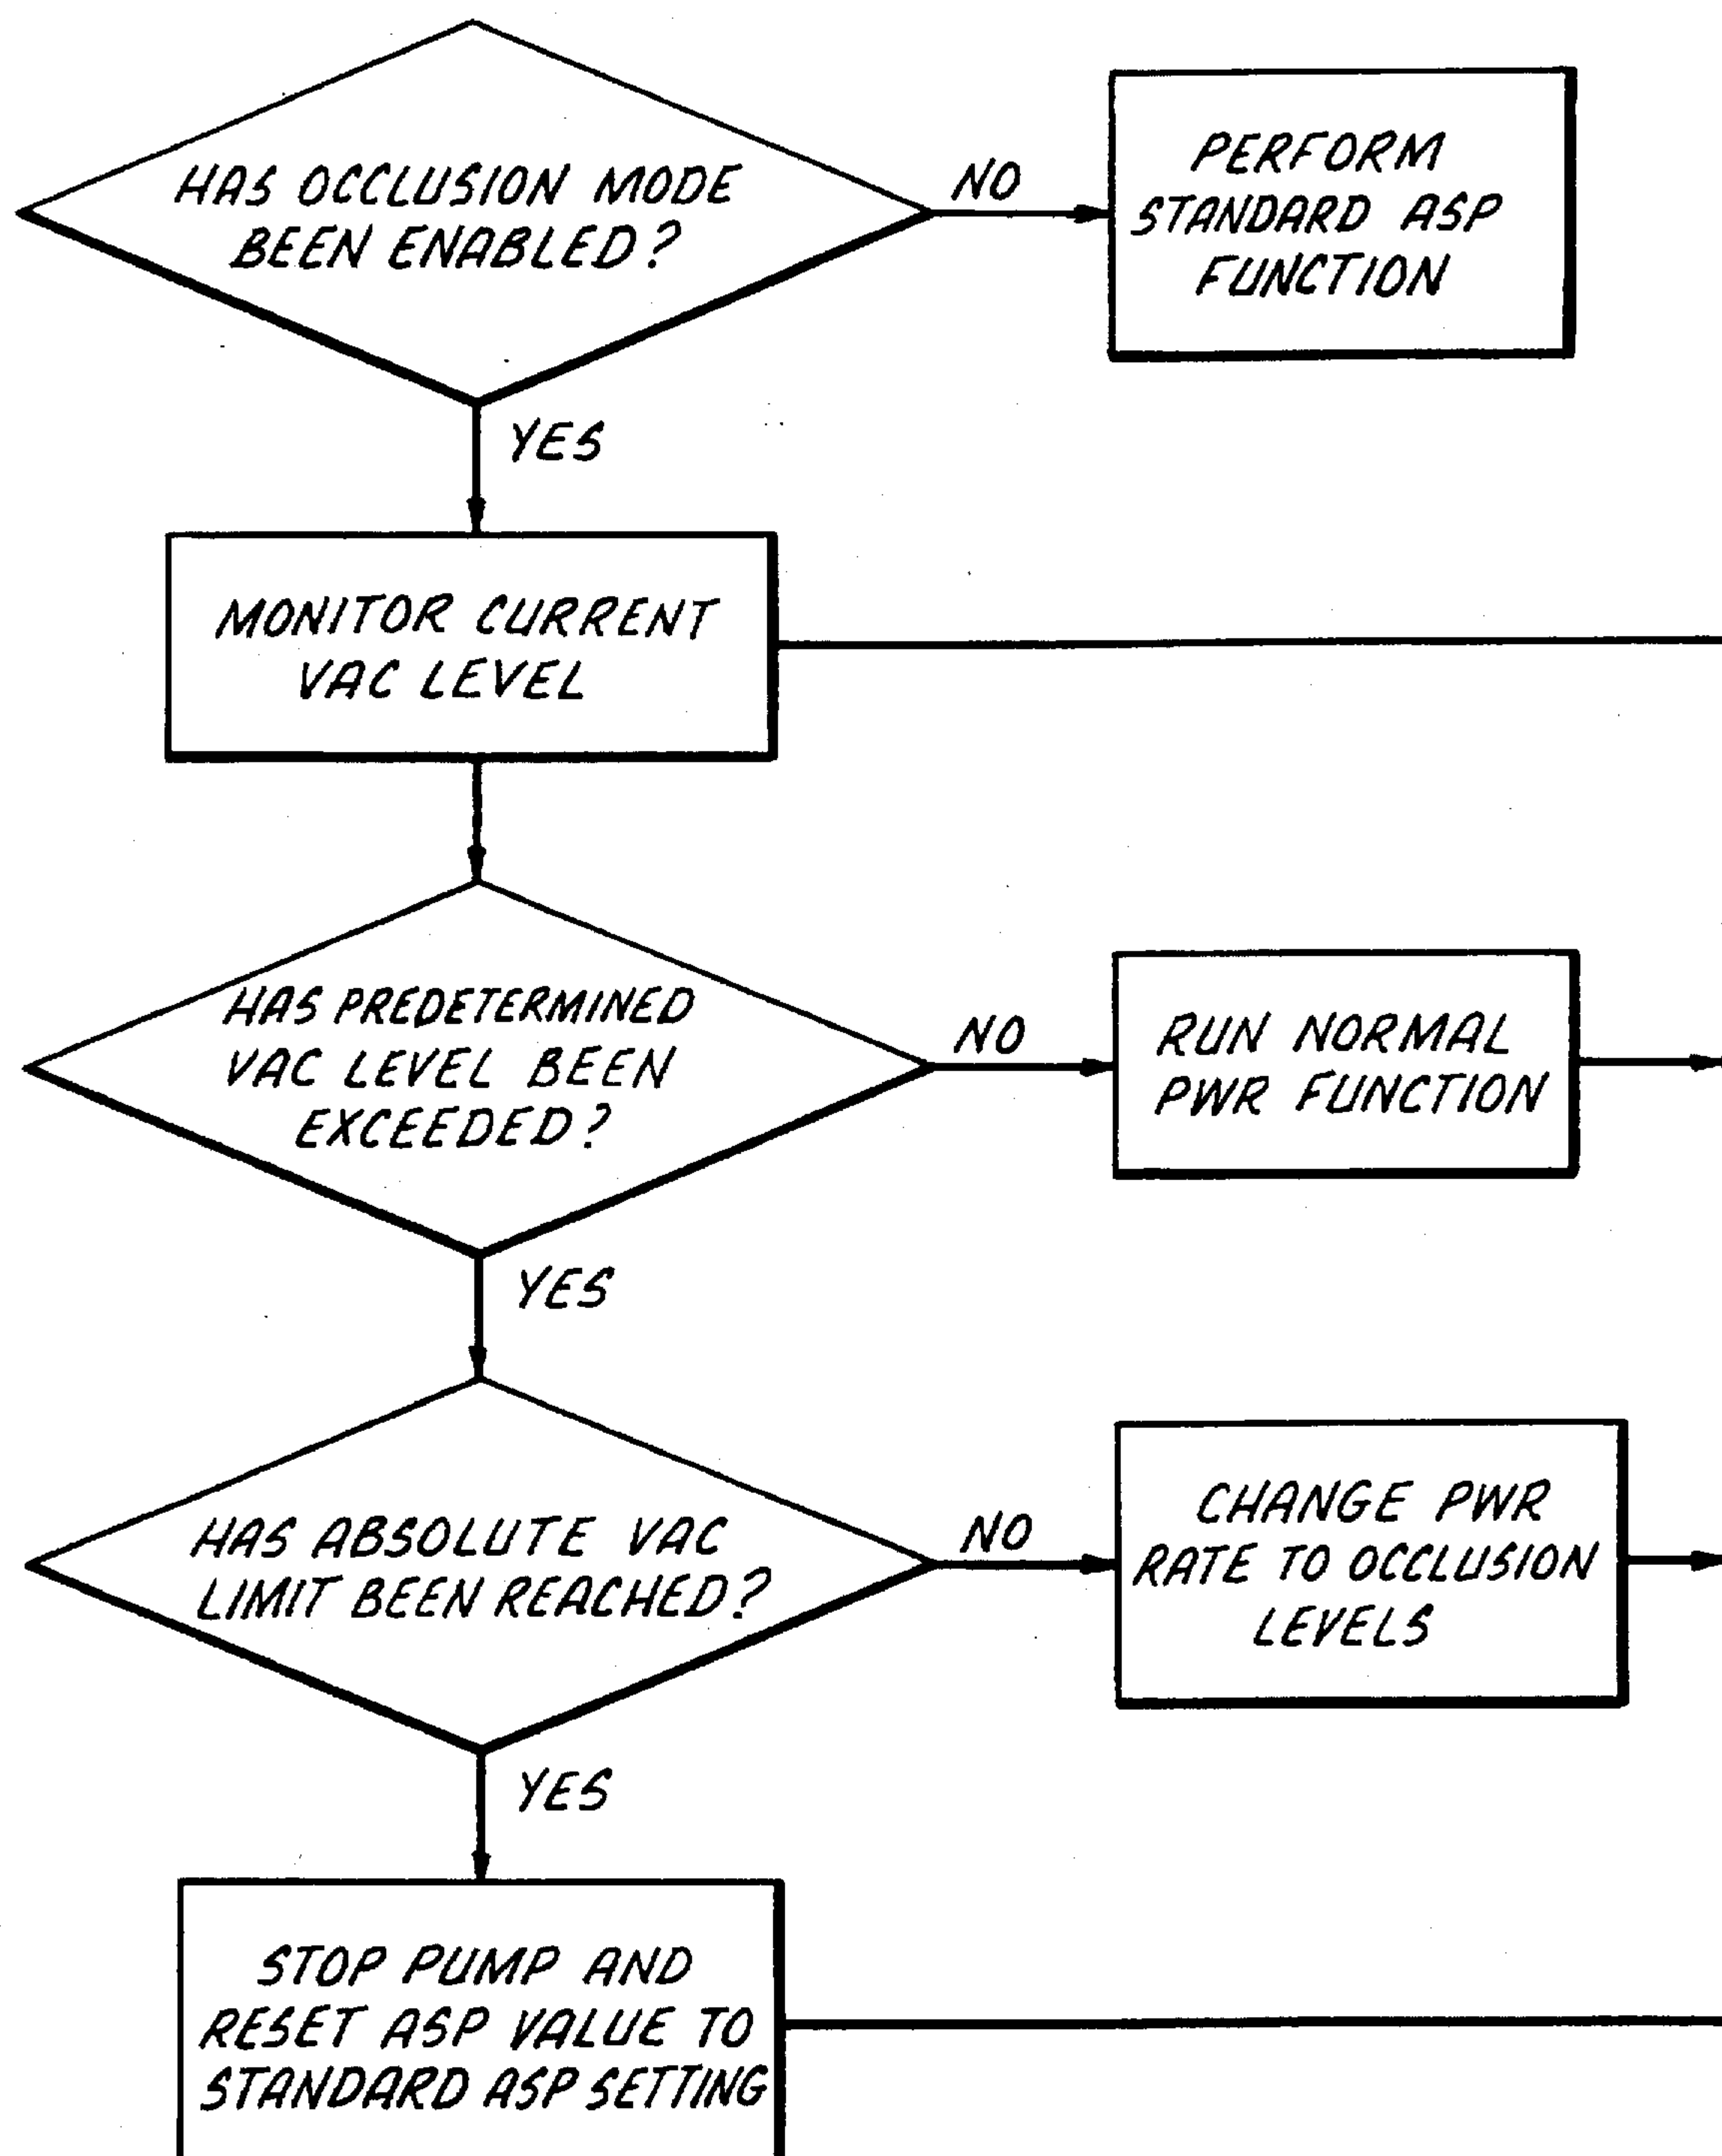 HAS OCCLUSION MODE
BEEN ENABLED?
NO
PERFORM
STANDARD ASP
FUNCTION
YES
MONITOR CURRENT
VAC LEVEL
HAS PREDETERMINED
VAC LEVEL BEEN
EXCEEDED?
NO
RUN NORMAL
PWR FUNCTION
YES
HAS ABSOLUTE VAC
LIMIT BEEN REACHED?
NO
CHANGE PWR
RATE TO OCCLUSION
LEVELS
YES
STOP PUMP AND
RESET ASP VALUE TO
STANDARD ASP SETTING